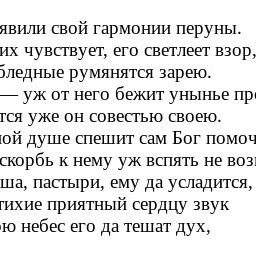 явили свой гармонии перуны.
их чувствует, его светлеет взор,
бледные румянятся зарею.
— уж от него бежит унынье пр
тся уже он совестью своею.
ной душе спешит сам Бог помоч
скорбь к нему уж вспять не воз
ша, пастыри, ему да усладится,
тихие приятный сердцу звук
ю небес его да тешат дух,